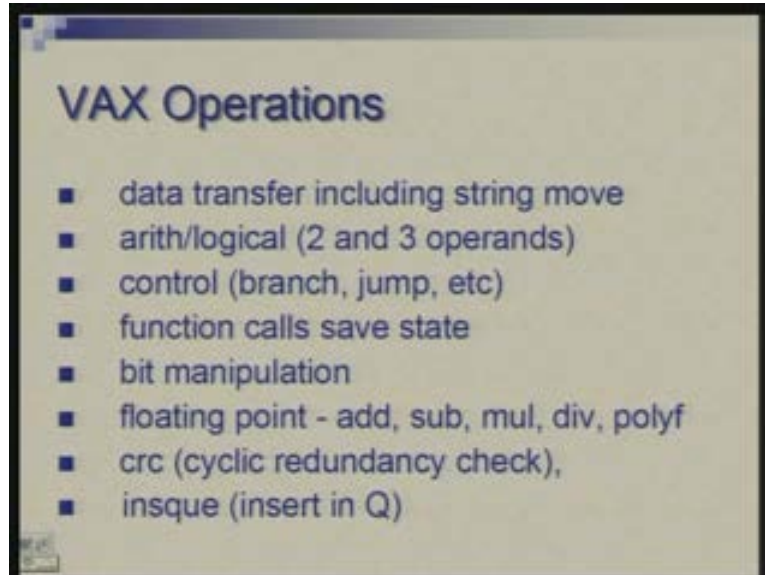 VAX Operations
data transfer including string move
arith/logical (2 and 3 operands)
control (branch, jump, etc)
function calls save state
bit manipulation
floating point - add, sub, mul, div, polyf
crc (cyclic redundancy check),
insque (insert in Q)